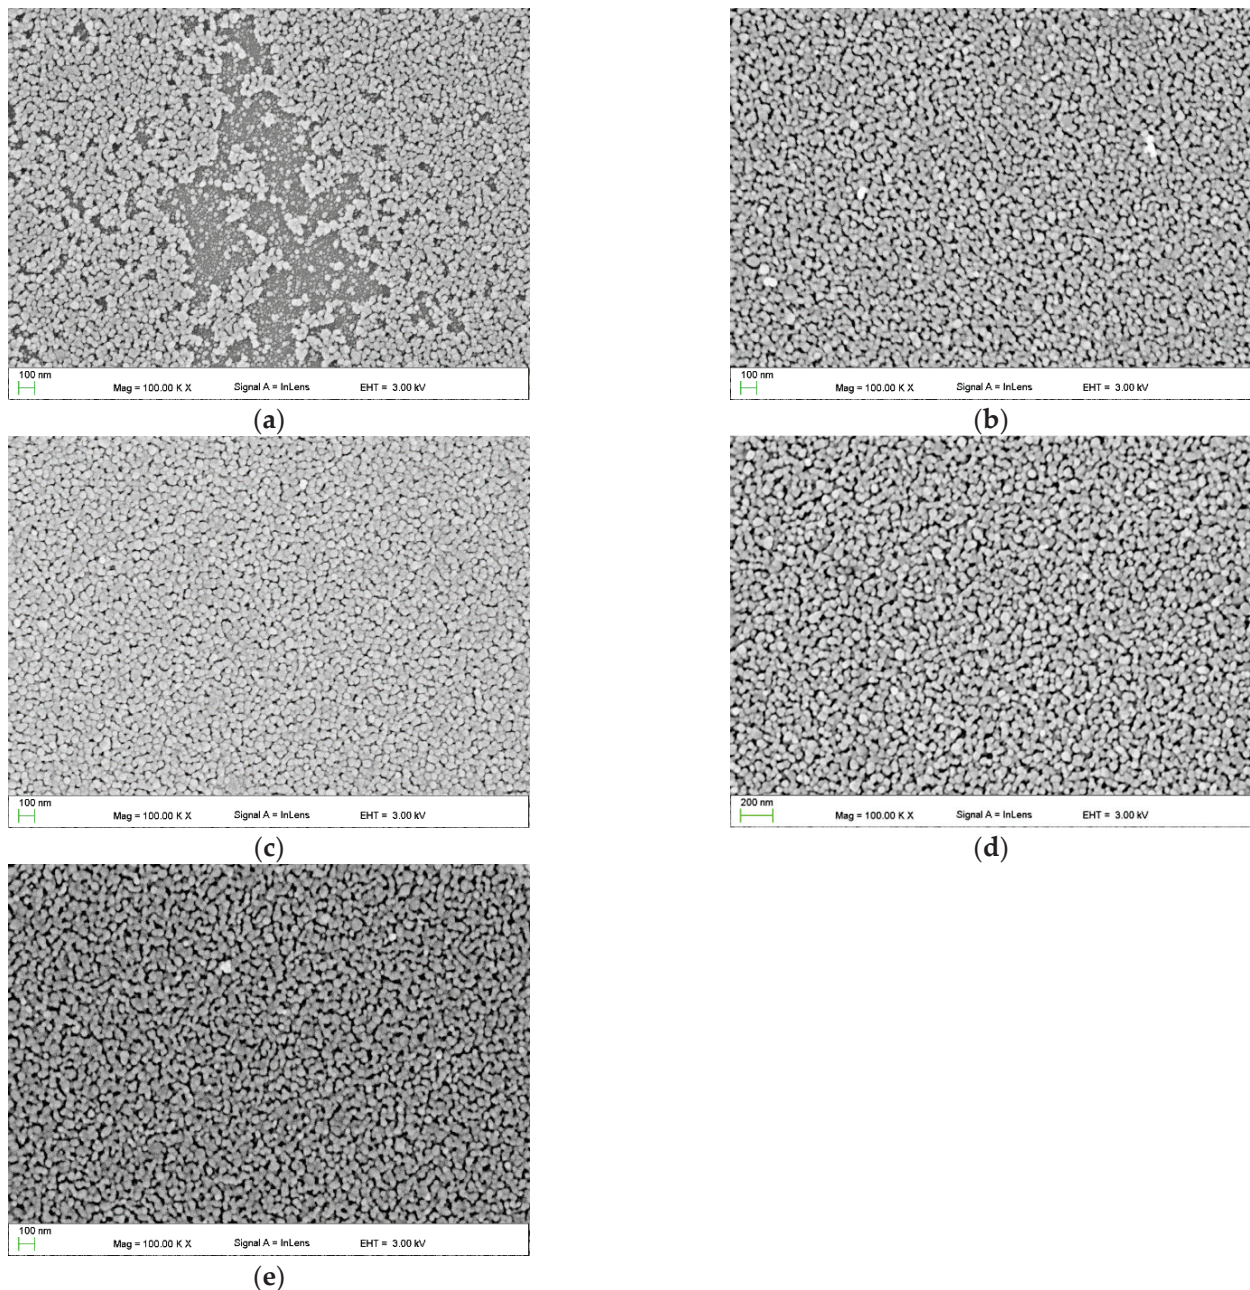 100 nm Mag = 100.00 K X Signal A = InLens EHT = 3.00 kV
(a)
100 nm Mag = 100.00 K X Signal A = InLens EHT = 3.00 kV
(b)
100 nm Mag = 100.00 K X Signal A = InLens EHT = 3.00 kV
(c)
200 nm Mag = 100.00 K X Signal A = InLens EHT = 3.00 kV
(d)
100 nm Mag = 100.00 K X Signal A = InLens EHT = 3.00 kV
(e)